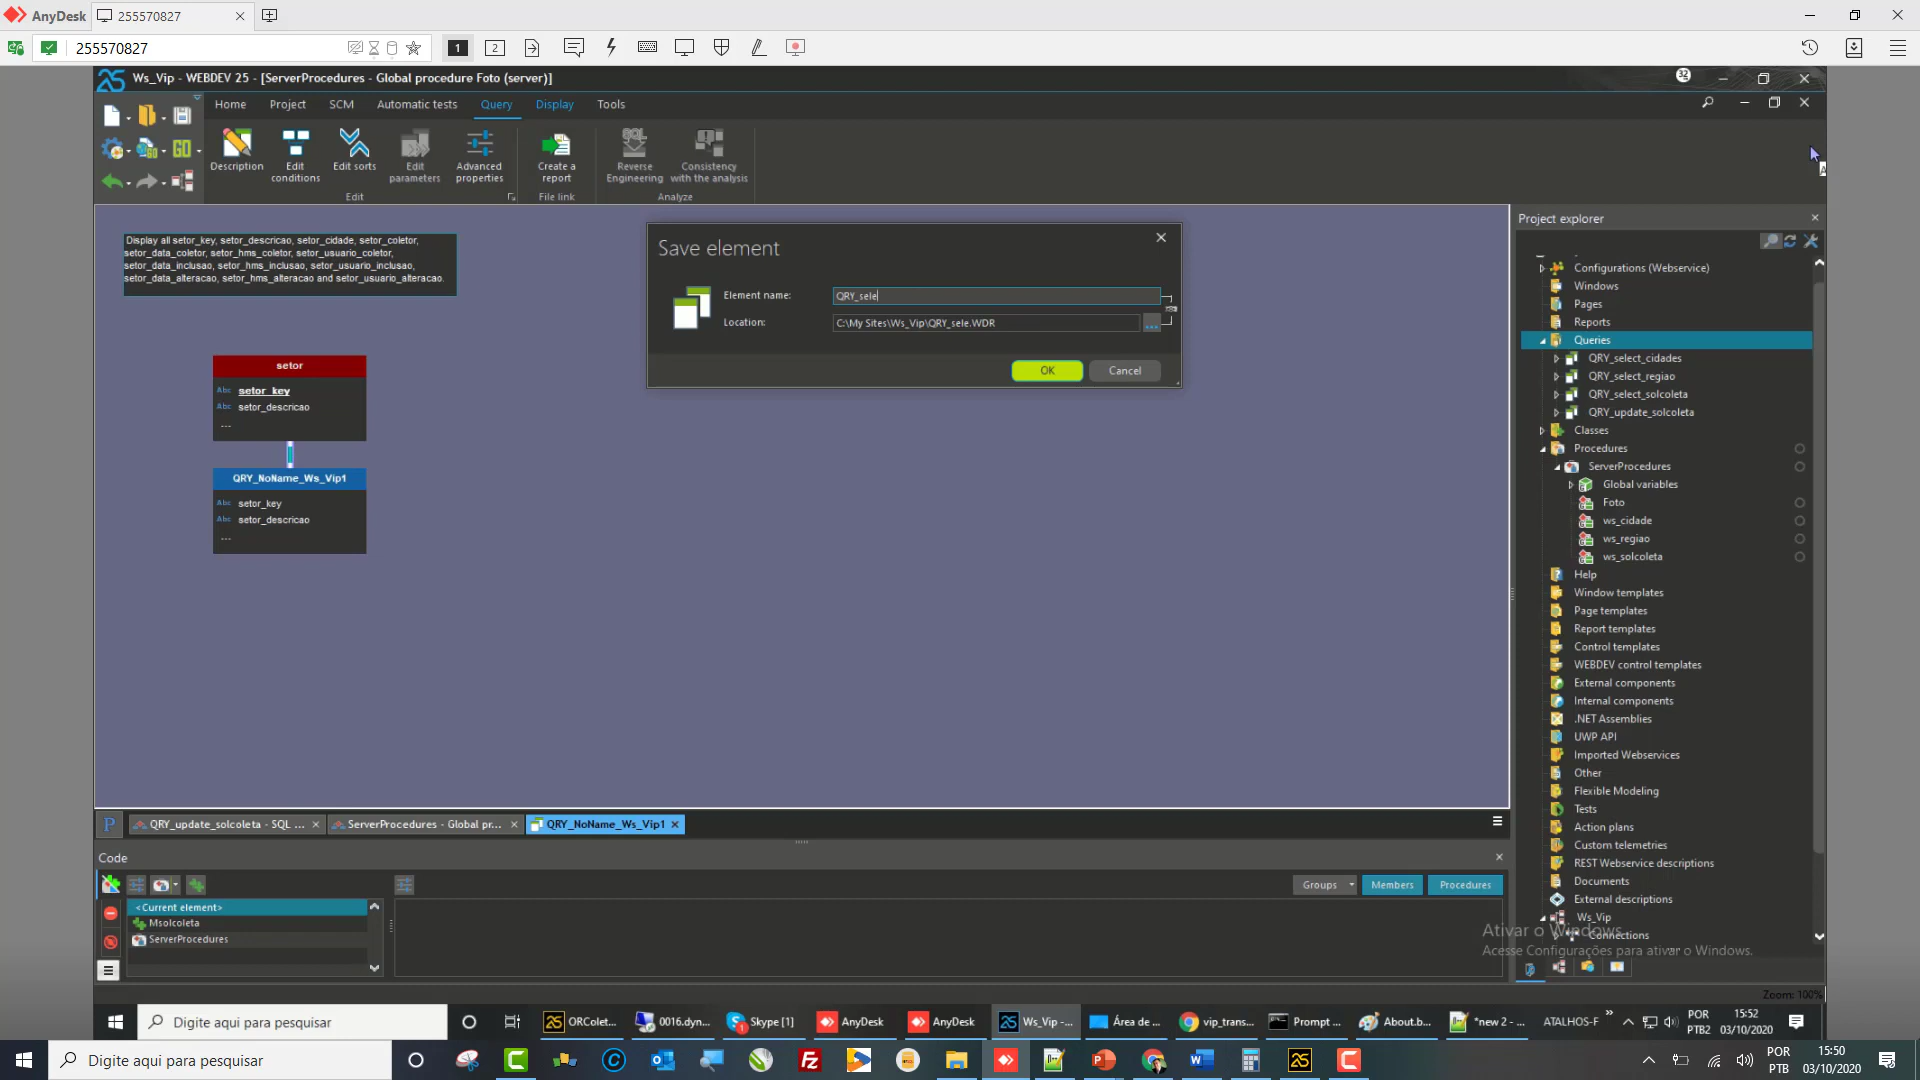 AnyDesk 255570827
255570827
1 2
Ws_Vip - WEBDEV 25 - [ServerProcedures - Global procedure Foto (server)]
32
Home Project SCM Automatic tests Query Display Tools
GO
Description Edit conditions Edit sorts Edit parameters Advanced properties Create a report Reverse Engineering Consistency with the analysis
Edit File link Analyze
Display all setor_key, setor_descricao, setor_cidade, setor_coletor,
setor_data_coletor, setor_hms_coletor, setor_usuario_coletor,
setor_data_inclusao, setor_hms_inclusao, setor_usuario_inclusao,
setor_data_alteracao, setor_hms_alteracao and setor_usuario_alteracao.
setor
Abc setor_key
Abc setor_descricao
...
QRY_NoName_Ws_Vip1
Abc setor_key
Abc setor_descricao
...
Save element
Element name: QRY_sele
Location: C:\My Sites\Ws_Vip\QRY_sele.WDR
...
OK Cancel
Project explorer
Configurations (Webservice)
Windows
Pages
Reports
Queries
QRY_select_cidades
QRY_select_regiao
QRY_select_solcoleta
QRY_update_solcoleta
Classes
Procedures
ServerProcedures
Global variables
Foto
ws_cidade
ws_regiao
ws_solcoleta
Help
Window templates
Page templates
Report templates
Control templates
WEBDEV control templates
External components
Internal components
.NET Assemblies
UWP API
Imported Webservices
Other
Flexible Modeling
Tests
Action plans
Custom telemetries
REST Webservice descriptions
Documents
External descriptions
Ws_Vip
Connections
Ativar o Windows
Acesse Configurações para ativar o Windows.
P QRY_update_solcoleta - SQL ... ServerProcedures - Global pr... QRY_NoName_Ws_Vip1
Code
Groups Members Procedures
<Current element>
Msolcoleta
ServerProcedures
Zoom: 100%
Digite aqui para pesquisar ORColet... 0016.dyn... Skype [1] AnyDesk AnyDesk Ws_Vip -... Área de ... vip_trans... Prompt ... About.b... *new 2 - ... ATALHOS-F POR PTB2 15:52 03/10/2020
Digite aqui para pesquisar POR PTB 15:50 03/10/2020